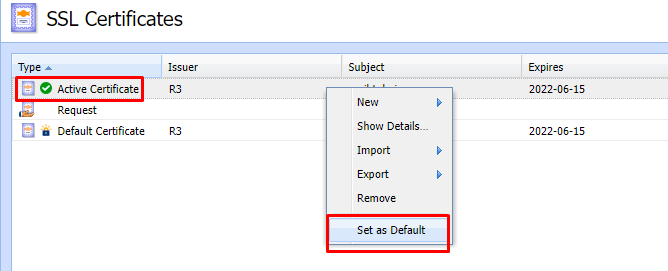 SSL Certificates
Type Issuer Subject Expires
Active Certificate R3 2022-06-15
Request
Default Certificate R3 2022-06-15
New
Show Details...
Import
Export
Remove
Set as Default